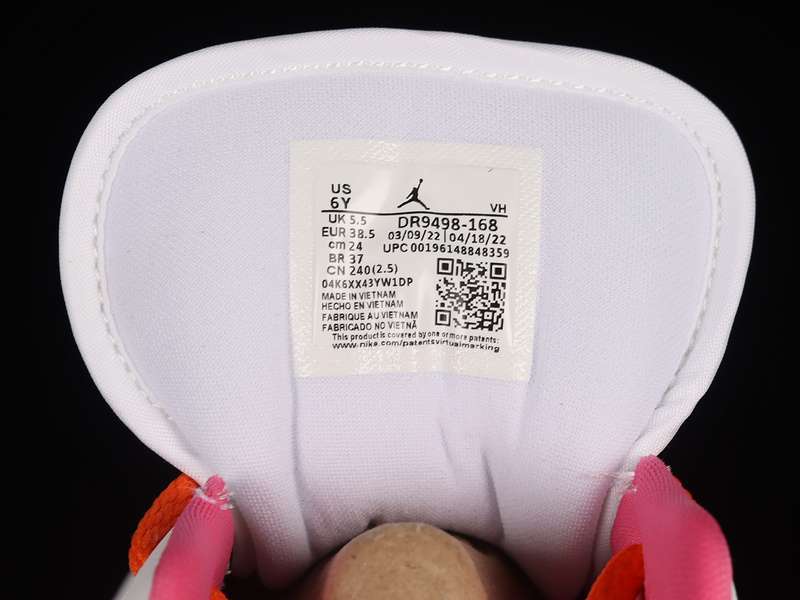 US
6Y
VH
UK 5.5
DR9498-168
EUR 38.5
03/09/22 04/18/22
cm 24
UPC 00196148848359
BR 37
CN 240(2.5)
04K6XX43YW1DP
MADE IN VIETNAM
HECHO EN VIETNAM
FABRIQUE AU VIETNAM
FABRICADO NO VIETNÃ
This product is covered by one or more patents:
www.nike.com/patentsvirtualmarking